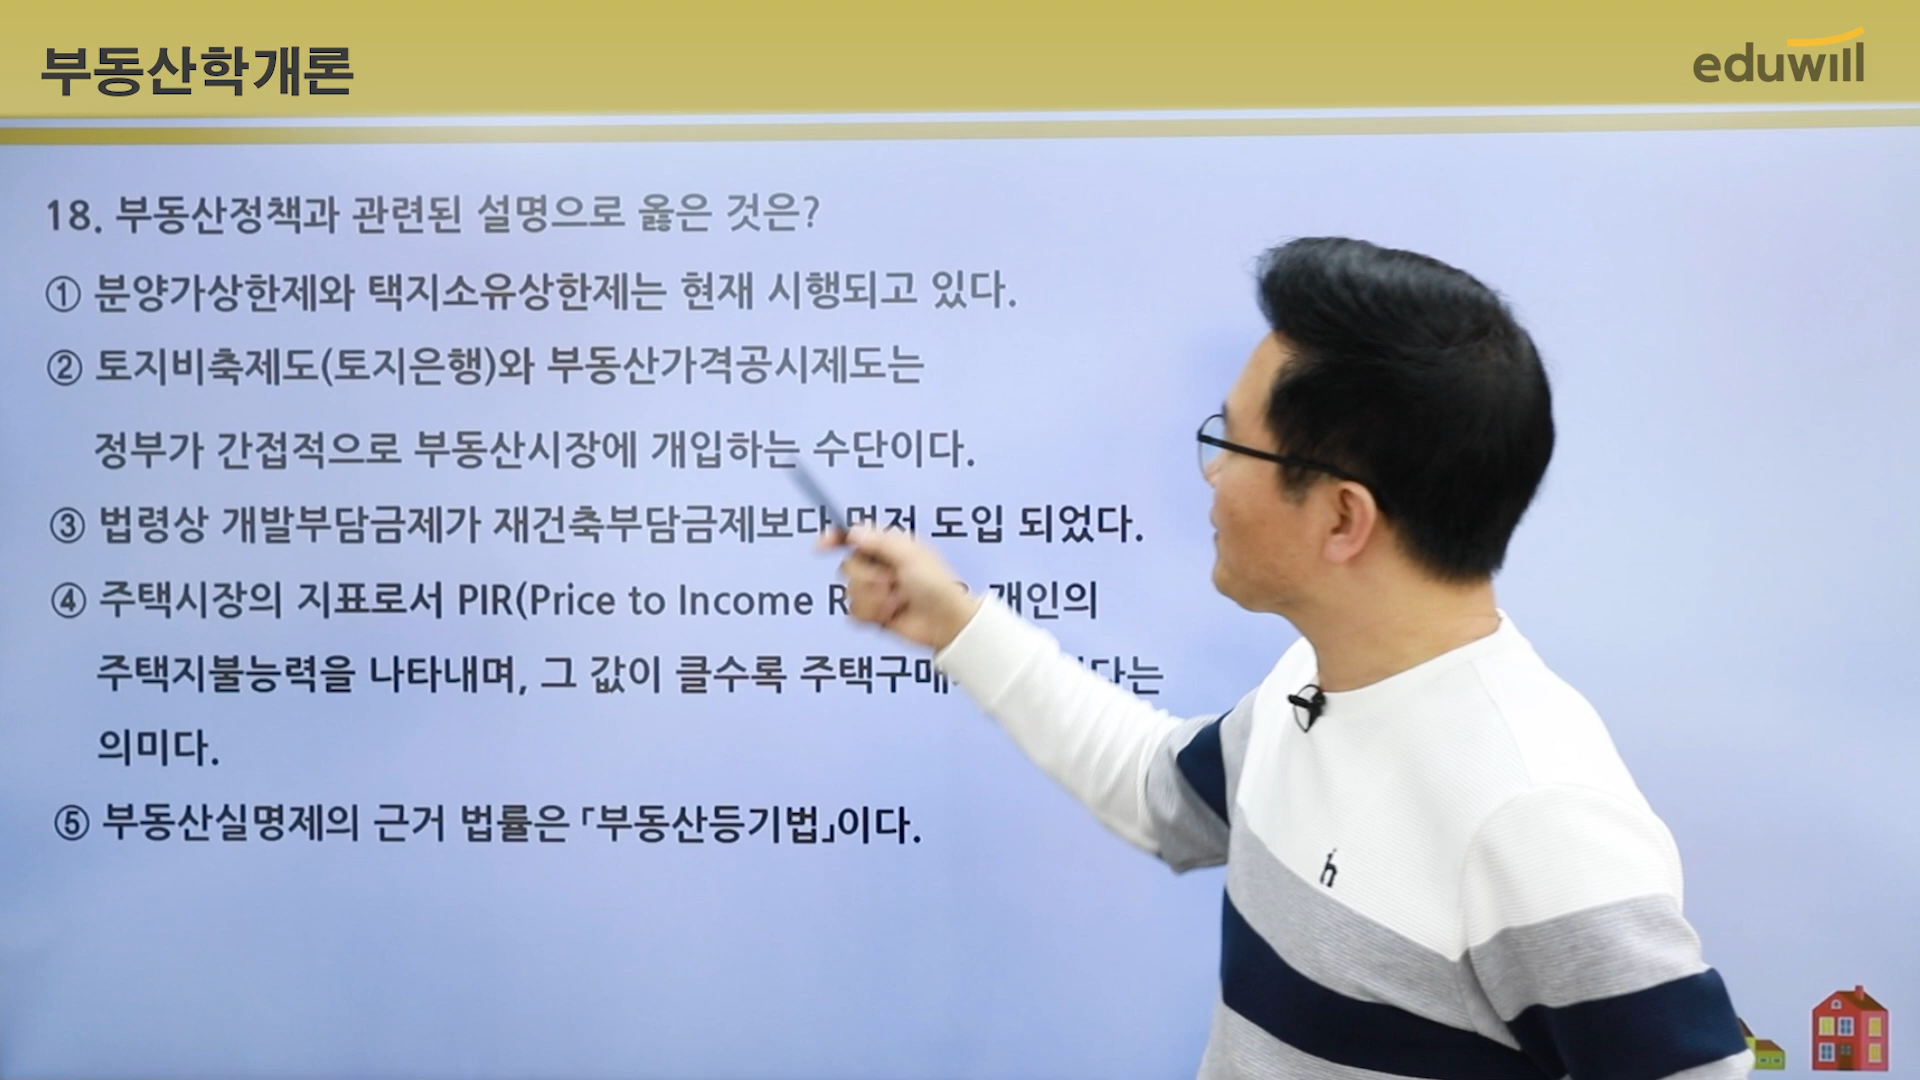 부동산학개론
eduwill
18. 부동산정책과 관련된 설명으로 옳은 것은?
① 분양가상한제와 택지소유상한제는 현재 시행되고 있다.
② 토지비축제도(토지은행)와 부동산가격공시제도는
정부가 간접적으로 부동산시장에 개입하는 수단이다.
③ 법령상 개발부담금제가 재건축부담금제보다 먼저 도입 되었다.
④ 주택시장의 지표로서 PIR(Price to Income 개인의
주택지불능력을 나타내며, 그 값이 클수록
의미다.
⑤ 부동산실명제의 근거 법률은 「부동산등기법」이다.
h